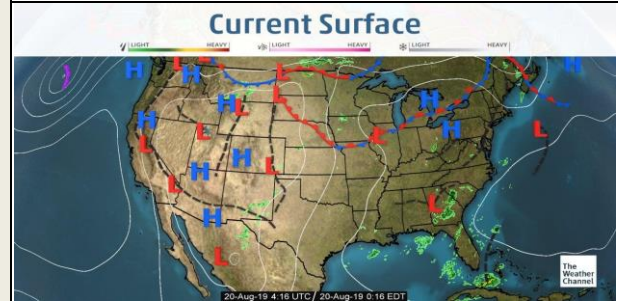 Current Surface
LIGHT HEAVY LIGHT HEAVY LIGHT HEAVY
L L
H H L H
H L H
H L L L H
L L H
H H L
L L
H
L
The
Weather
Channel
20-Aug-19 4:16 UTC / 20-Aug-19 0:16 EDT